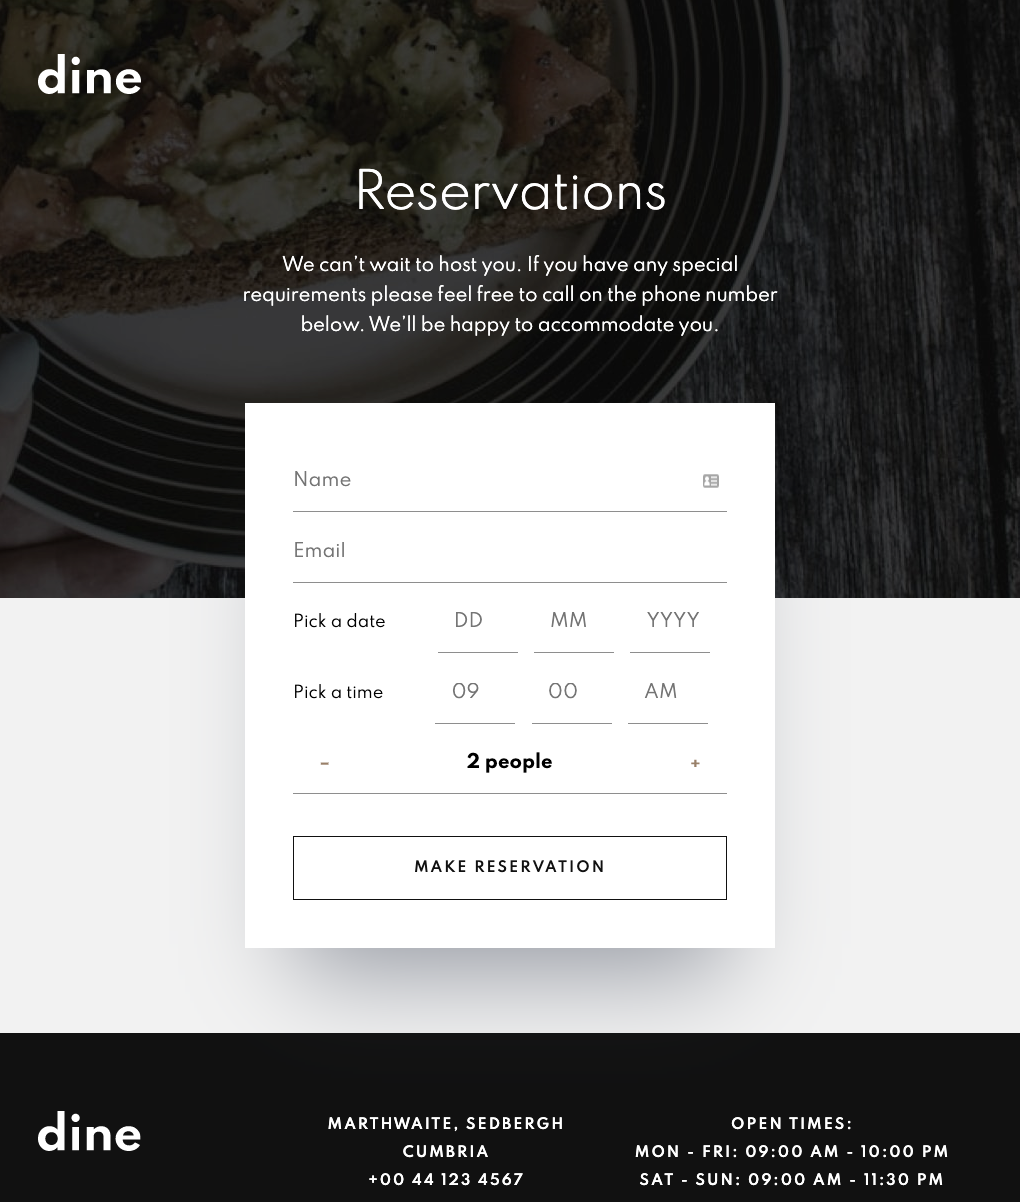 dine
Reservations
We can’t wait to host you. If you have any special
requirements please feel free to call on the phone number
below. We’ll be happy to accommodate you.
Name
Email
Pick a date DD MM YYYY
Pick a time 09 00 AM
– 2 people +
MAKE RESERVATION
dine
MARTHWAITE, SEDBERGH
CUMBRIA
+00 44 123 4567
OPEN TIMES:
MON - FRI: 09:00 AM - 10:00 PM
SAT - SUN: 09:00 AM - 11:30 PM